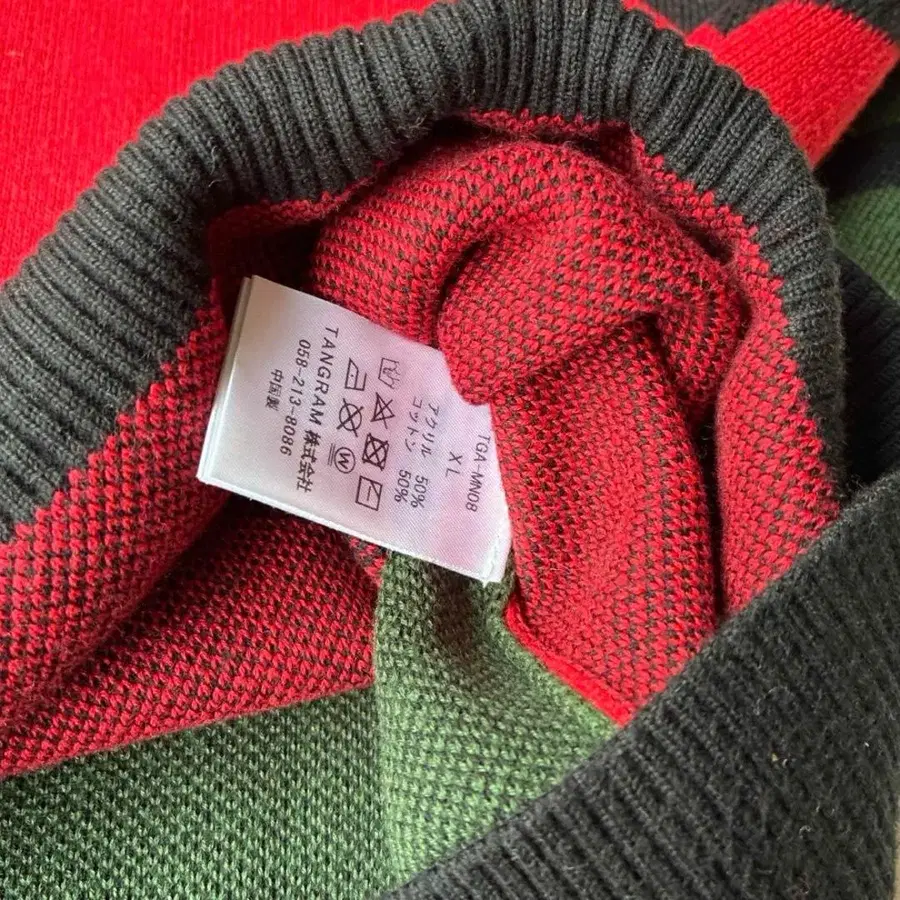 TGA-MN08
XL
アクリル 50%
コットン 50%
W
TANGRAM 株式会社
058-213-8086
中国製